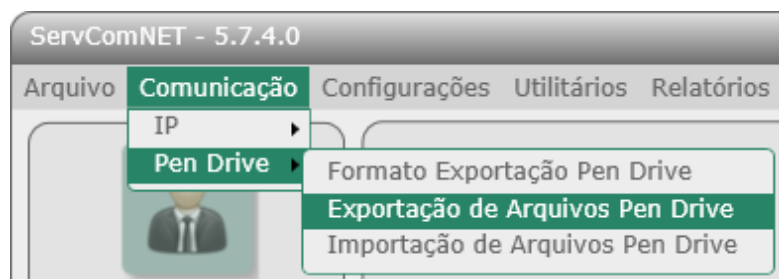 ServComNET - 5.7.4.0
Arquivo Comunicação Configurações Utilitários Relatórios
IP
Pen Drive
Formato Exportação Pen Drive
Exportação de Arquivos Pen Drive
Importação de Arquivos Pen Drive